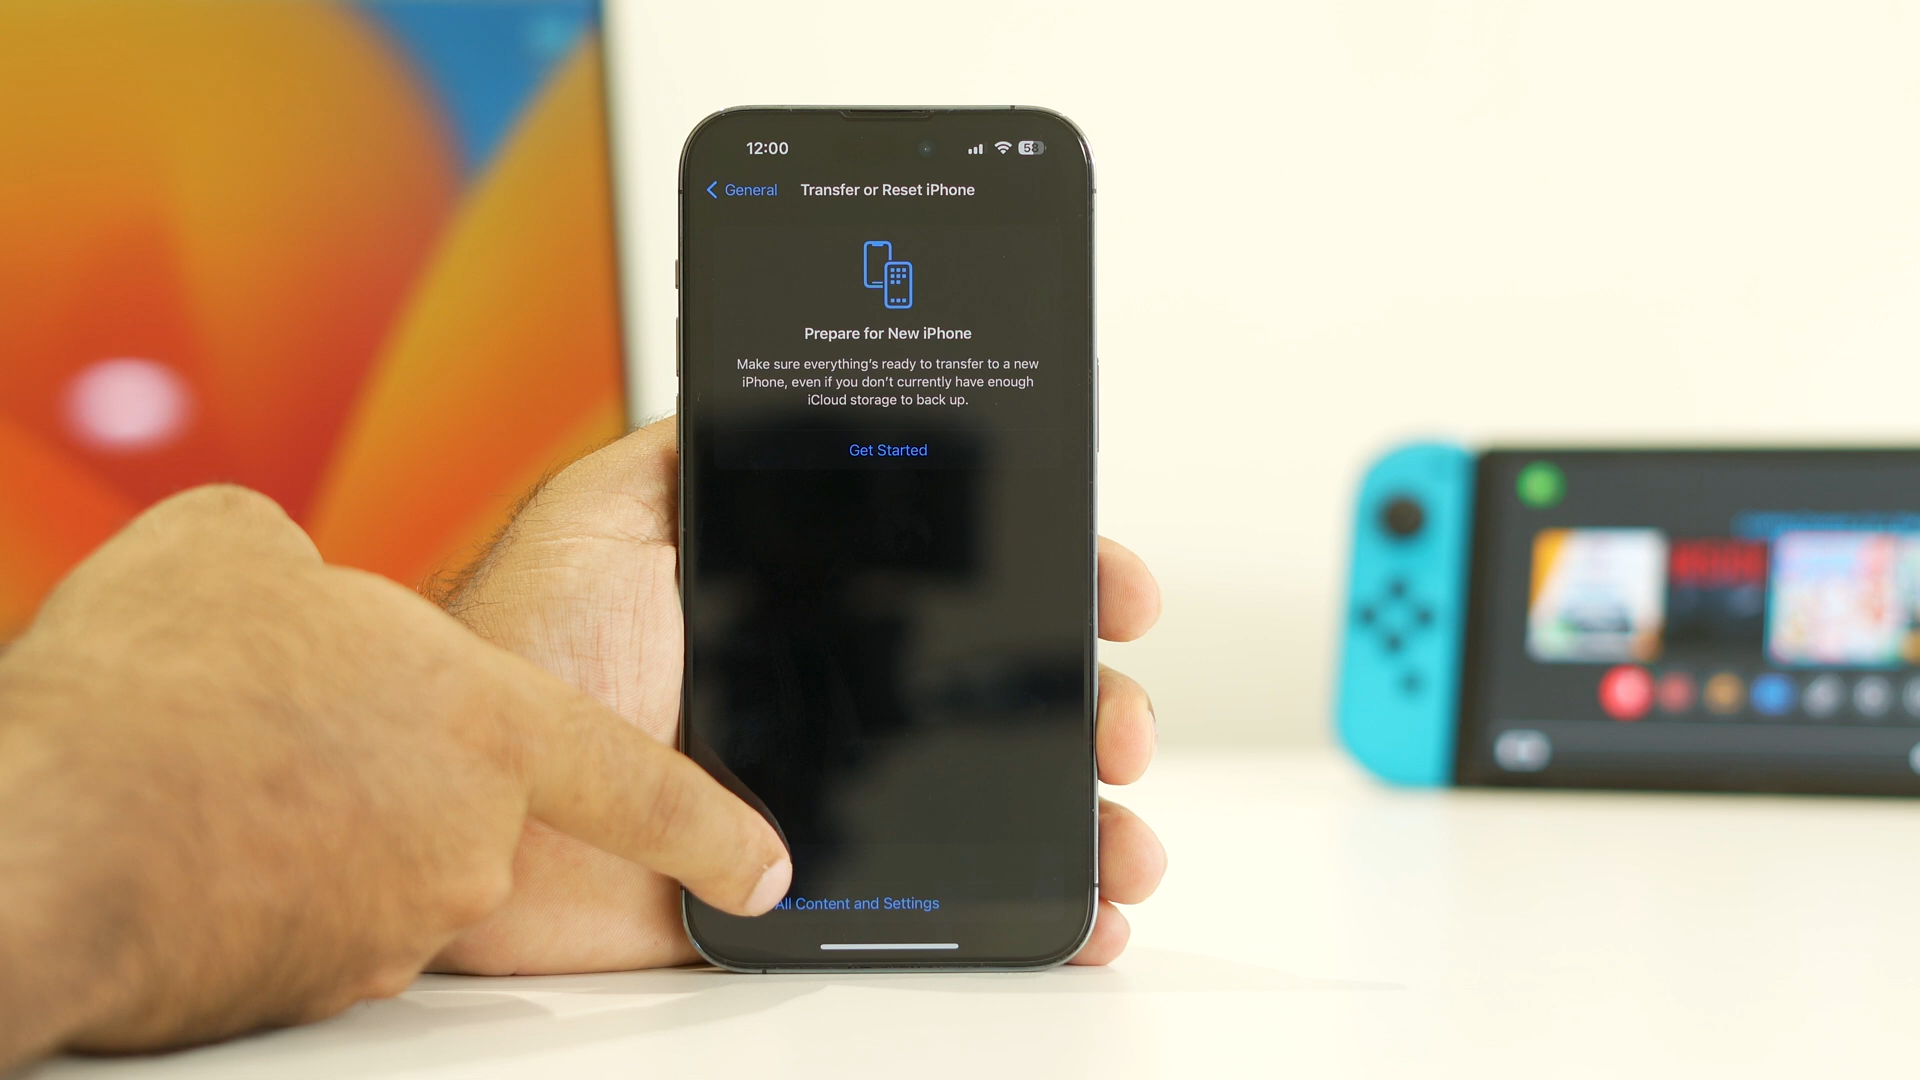 12:00
58
General
Transfer or Reset iPhone
Prepare for New iPhone
Make sure everything's ready to transfer to a new
iPhone, even if you don't currently have enough
iCloud storage to back up.
Get Started
All Content and Settings